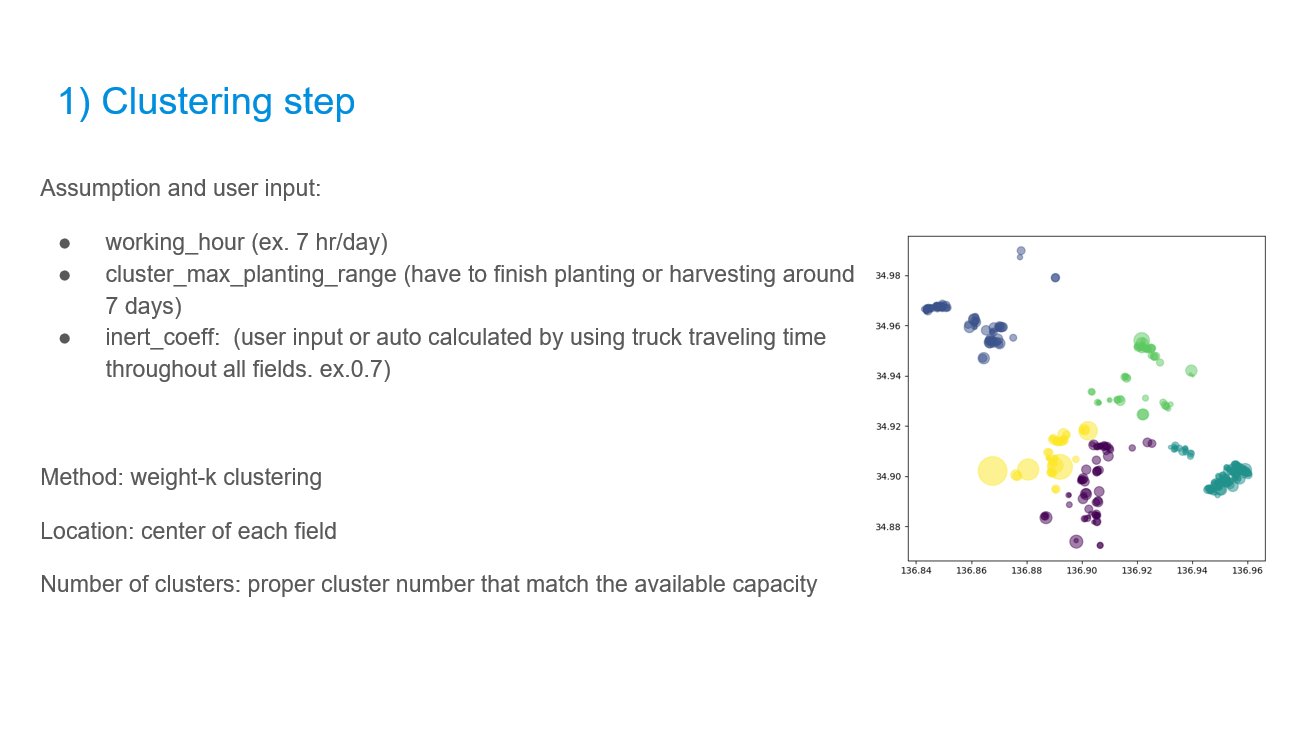 1) Clustering step
Assumption and user input:
● working_hour (ex. 7 hr/day)
● cluster_max_planting_range (have to finish planting or harvesting around
7 days)
● inert_coeff:  (user input or auto calculated by using truck traveling time
throughout all fields. ex.0.7)
Method: weight-k clustering
Location: center of each field
Number of clusters: proper cluster number that match the available capacity
34.98
34.96
34.94
34.92
34.90
34.88
136.84 136.86 136.88 136.90 136.92 136.94 136.96